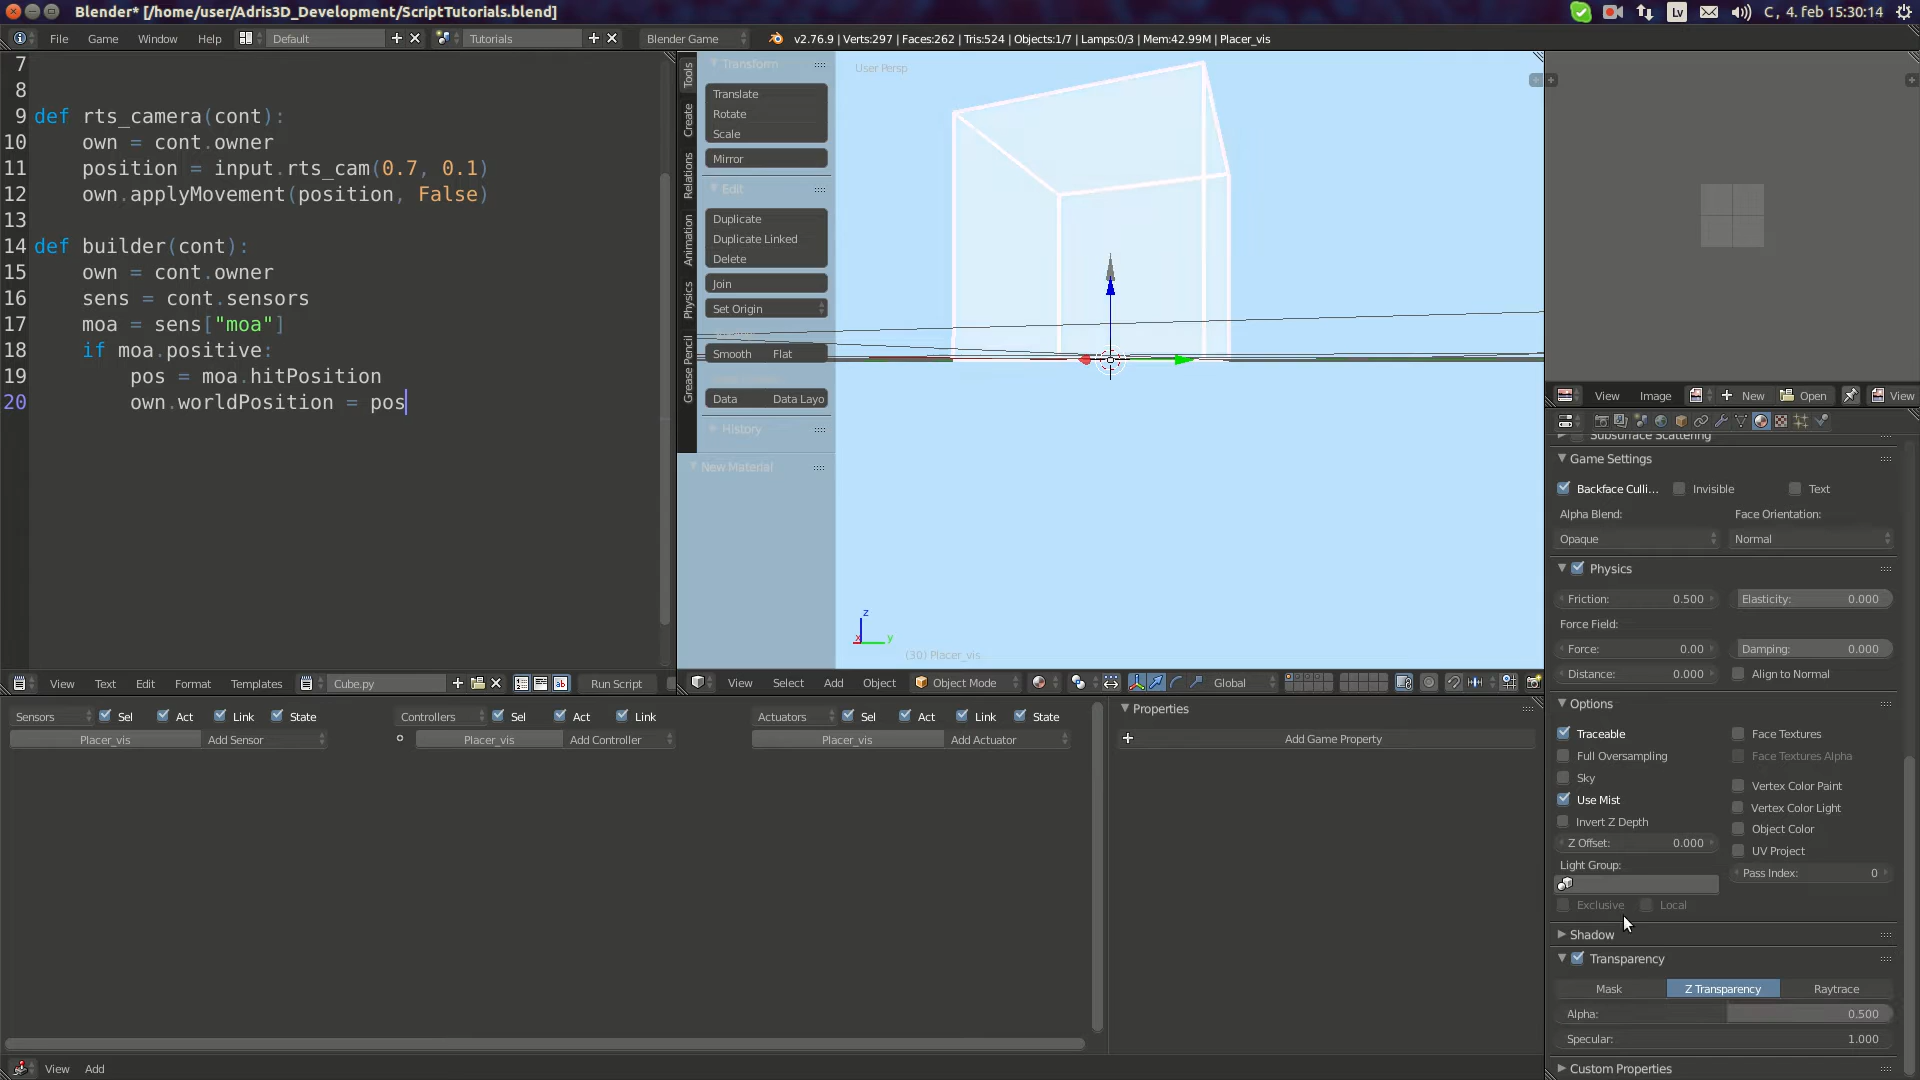 Blender* [/home/user/Adris3D_Development/ScriptTutorials.blend]
Lv
C , 4. feb 15:30:14
File Game Window Help Default Tutorials Blender Game v2.76.9 | Verts:297 | Faces:262 | Tris:524 | Objects:1/7 | Lamps:0/3 | Mem:42.99M | Placer_vis
7
8
9 def rts_camera(cont):
10 own = cont.owner
11 position = input.rts_cam(0.7, 0.1)
12 own.applyMovement(position, False)
13
14 def builder(cont):
15 own = cont.owner
16 sens = cont.sensors
17 moa = sens["moa"]
18 if moa.positive:
19 pos = moa.hitPosition
20 own.worldPosition = pos
View Text Edit Format Templates Cube.py Run Script
Tools
Create
Relations
Animation
Physics
Grease Pencil
Transform
Translate
Rotate
Scale
Mirror
Edit
Duplicate
Duplicate Linked
Delete
Join
Set Origin
Smooth Flat
Data Data Layo
History
New Material
User Persp
z
x y
(30) Placer_vis
View Select Add Object Object Mode Global
View Image New Open View
Subsurface Scattering
Game Settings
Backface Culli... Invisible Text
Alpha Blend: Face Orientation:
Opaque Normal
Physics
Friction: 0.500 Elasticity: 0.000
Force Field:
Force: 0.00 Damping: 0.000
Distance: 0.000 Align to Normal
Options
Traceable Face Textures
Full Oversampling Face Textures Alpha
Sky
Vertex Color Paint
Use Mist
Vertex Color Light
Invert Z Depth
Object Color
Z Offset: 0.000
UV Project
Light Group:
Pass Index: 0
Exclusive Local
Shadow
Transparency
Mask Z Transparency Raytrace
Alpha: 0.500
Specular: 1.000
Custom Properties
Sensors Sel Act Link State Controllers Sel Act Link Actuators Sel Act Link State
Placer_vis Add Sensor Placer_vis Add Controller Placer_vis Add Actuator
Properties
Add Game Property
View Add